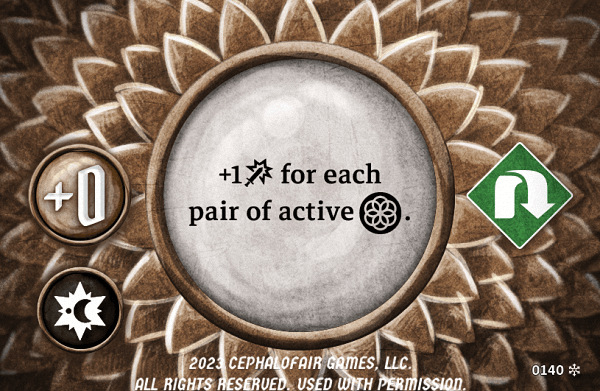 +1 for each
pair of active .
+0
2023 CEPHALOFAIR GAMES, LLC.
ALL RIGHTS RESERVED. USED WITH PERMISSION.
0140